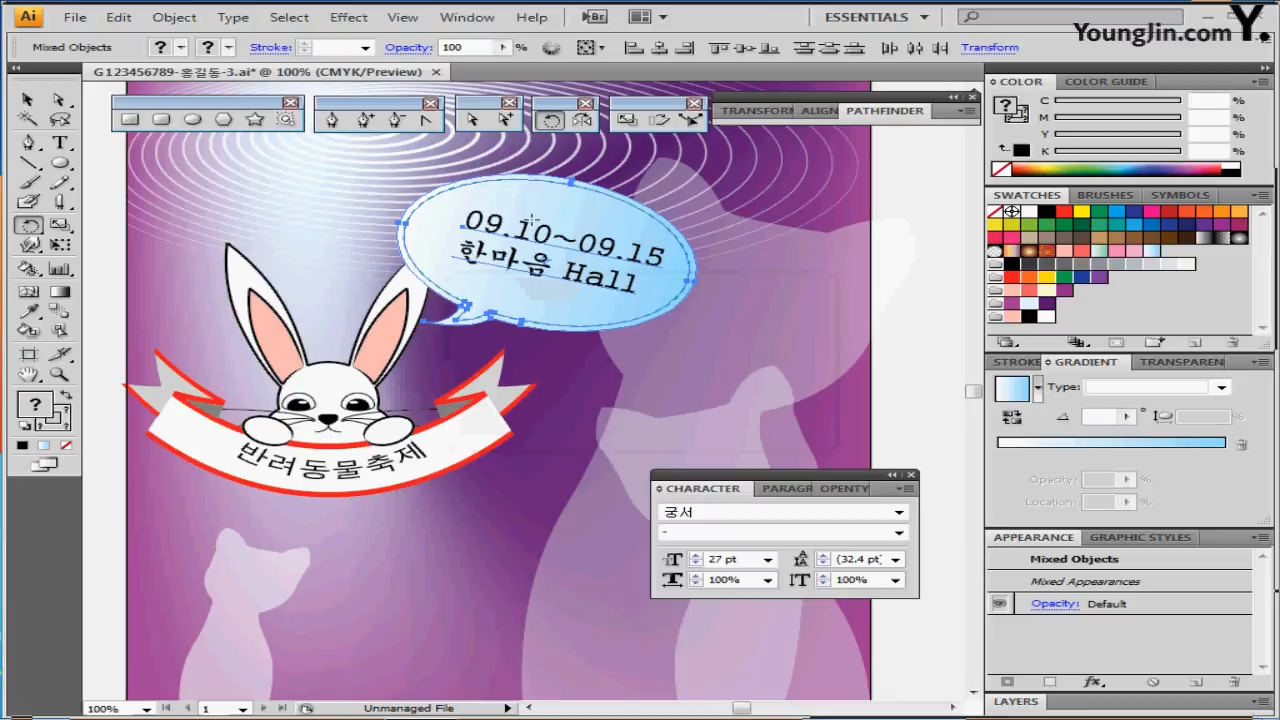 Ai File Edit Object Type Select Effect View Window Help Br ESSENTIALS
YoungJin.com Y.
Mixed Objects ? ? Stroke: Opacity: 100 % Transform
G123456789-홍길동-3.ai* @ 100% (CMYK/Preview)
TRANSFORM ALIGN PATHFINDER
COLOR COLOR GUIDE
? C %
M %
Y %
K %
SWATCHES BRUSHES SYMBOLS
09.10~09.15
한마음 Hall
반려동물축제
STROKE GRADIENT TRANSPAREN
Type:
Opacity: %
Location: %
CHARACTER PARAGR OPENTY
궁서
-
27 pt (32.4 pt)
100% 100%
APPEARANCE GRAPHIC STYLES
Mixed Objects
Mixed Appearances
Opacity: Default
fx
LAYERS
? ?
100% 1 Unmanaged File